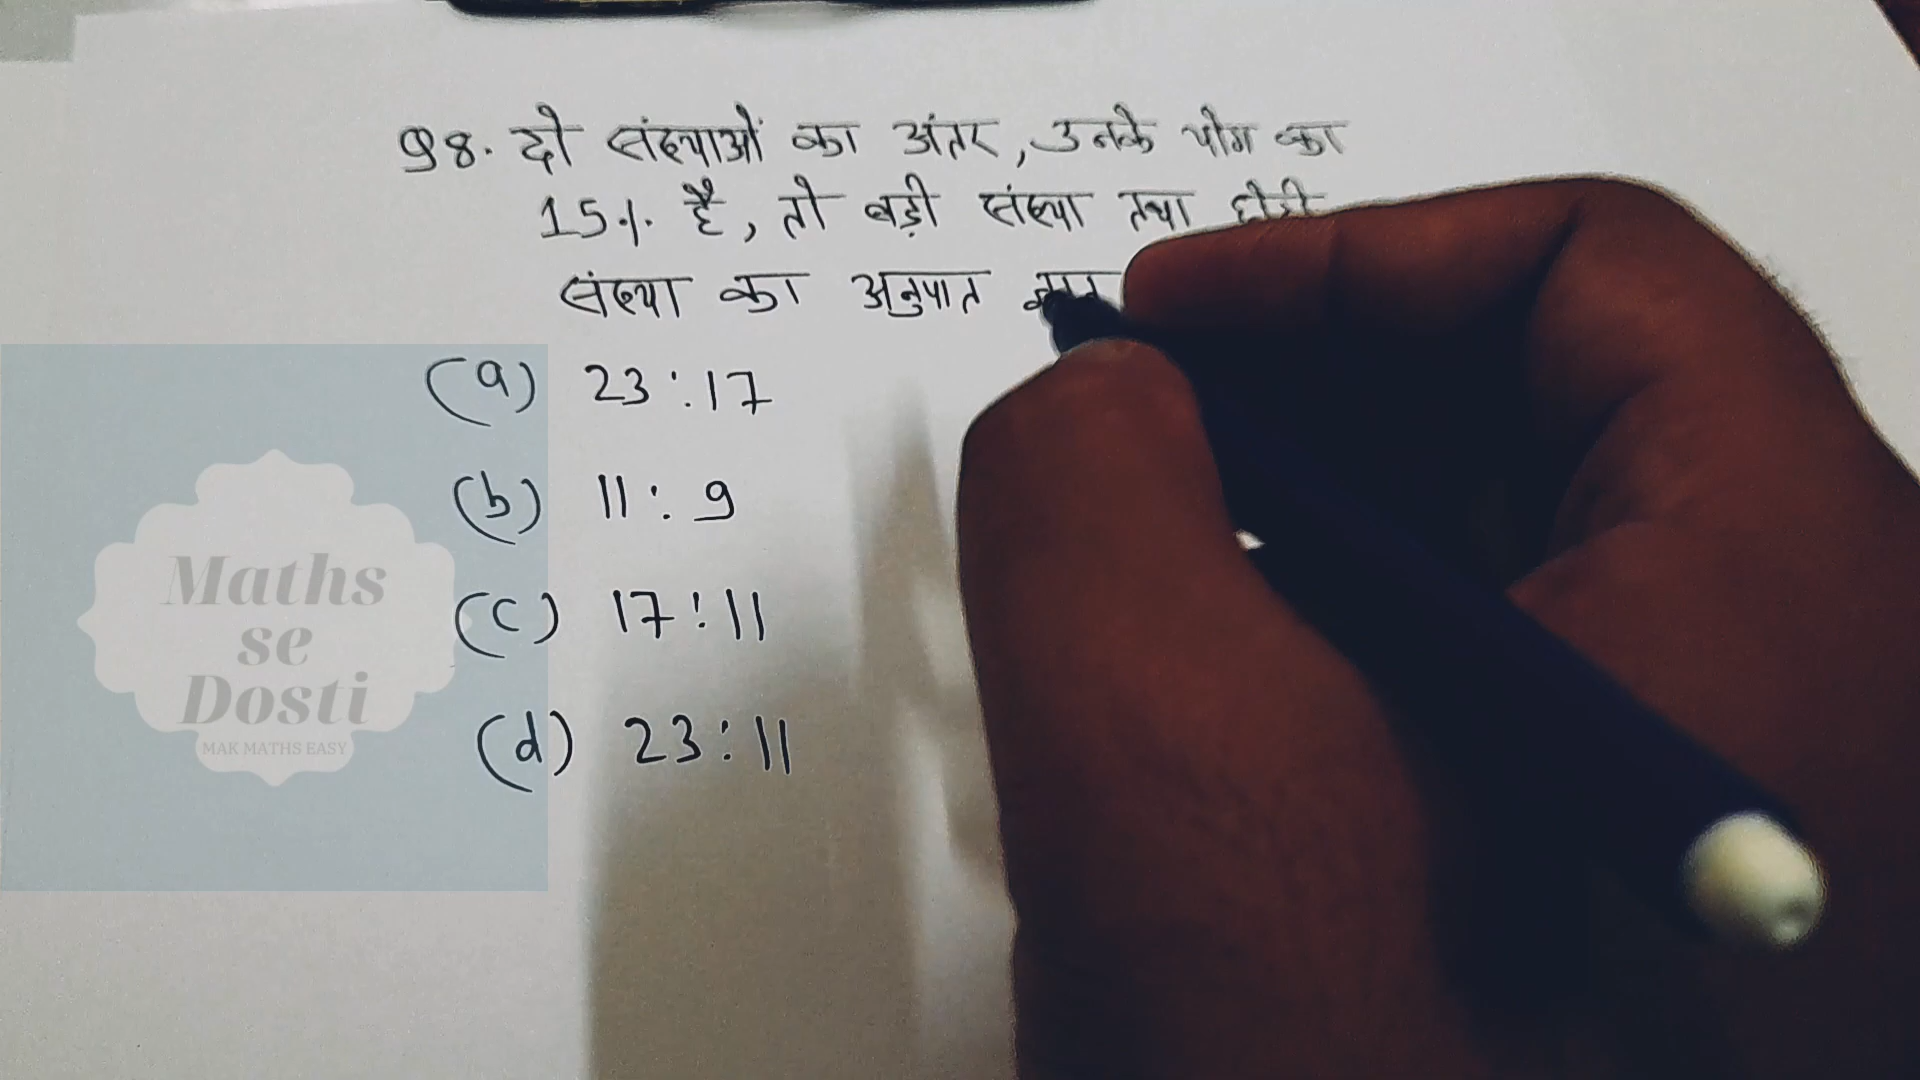 98. दो संख्याओं का अंतर, उनके योग का
15% है, तो बड़ी संख्या तथा छोटी
संख्या का अनुपात ज्ञात
(a) 23:17
(b) 11:9
(c) 17:11
(d) 23:11
Maths
se
Dosti
MAK MATHS EASY